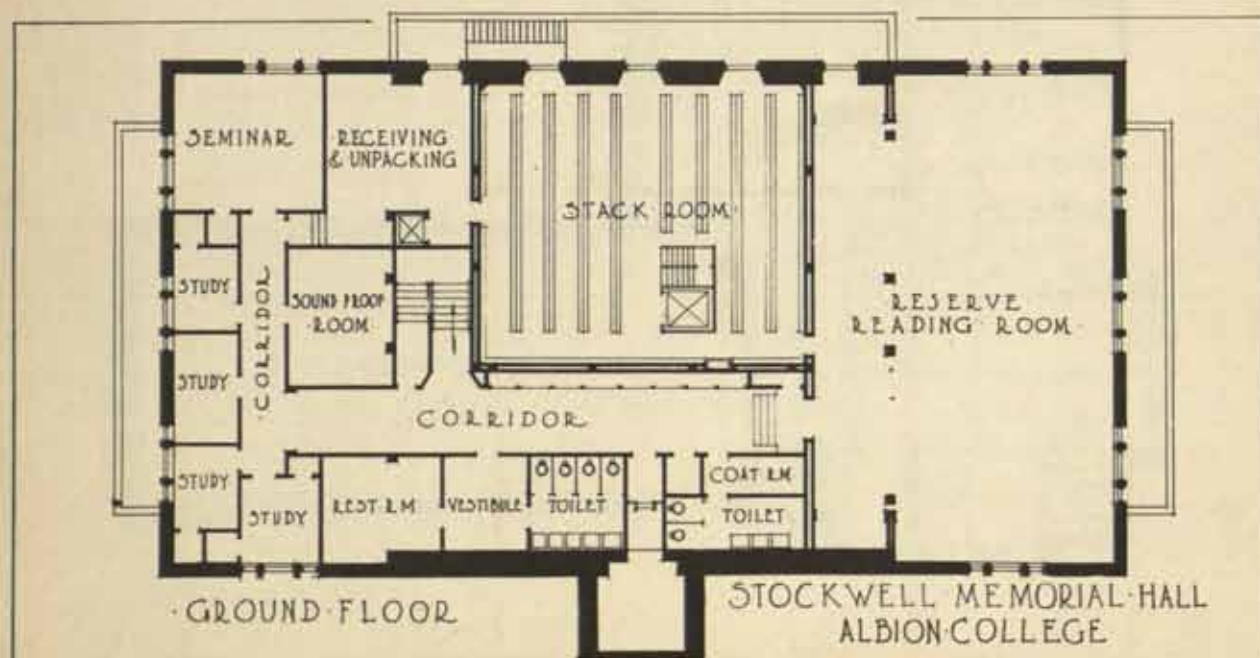 SEMINAR
RECEIVING
& UNPACKING
STACK ROOM
STUDY
CORRIDOR
SOUND PROOF
ROOM
RESERVE
READING ROOM
STUDY
CORRIDOR
STUDY
STUDY
REST RM
VESTIBULE
TOILET
COAT RM
TOILET
·GROUND·FLOOR
STOCKWELL MEMORIAL·HALL
ALBION·COLLEGE